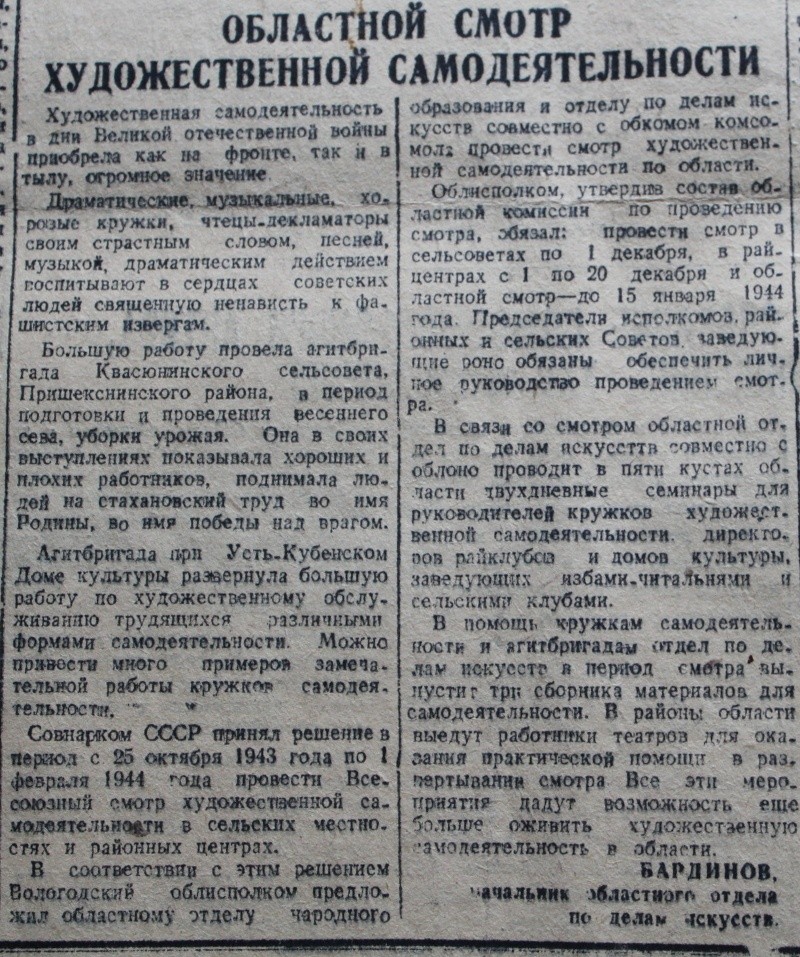 ОБЛАСТНОЙ СМОТР
ХУДОЖЕСТВЕННОЙ САМОДЕЯТЕЛЬНОСТИ
Художественная самодеятельность
в дни Великой отечественной войны
приобрела как на фронте, так и в
тылу, огромное значение.
Драматические, музыкальные, хо-
ровые кружки, чтецы-декламаторы
своим страстным словом, песней,
музыкой, драматическим действием
воспитывают в сердцах советских
людей священную ненависть к фа-
шистским извергам.
Большую работу провела агитбри-
гада Квасюнинского сельсовета,
Пришекснинского района, в период
подготовки и проведения весеннего
сева, уборки урожая. Она в своих
выступлениях показывала хороших и
плохих работников, поднимала лю-
дей на стахановский труд во имя
Родины, во имя победы над врагом.
Агитбригада при Усть-Кубенском
Доме культуры развернула большую
работу по художественному обслу-
живанию трудящихся различными
формами самодеятельности. Можно
привести много примеров замеча-
тельной работы кружков самодея-
тельности.
Совнарком СССР принял решение в
период с 25 октября 1943 года по 1
февраля 1944 года провести Все-
союзный смотр художественной са-
модеятельности в сельских местно-
стях и районных центрах.
В соответствии с этим решением
Вологодский облисполком предло-
жил областному отделу народного
образования и отделу по делам ис-
кусств совместно с обкомом комсо-
мола провести смотр художествен-
ной самодеятельности по области.
Облисполком, утвердив состав об-
ластной комиссии по проведению
смотра, обязал: провести смотр в
сельсоветах по 1 декабря, в рай-
центрах с 1 по 20 декабря и об-
ластной смотр—до 15 января 1944
года. Председатели исполкомов, рай-
онных и сельских Советов, заведую-
щие роно обязаны обеспечить лич-
ное руководство проведением смот-
ра.
В связи со смотром областной от-
дел по делам искусств совместно с
облоно проводит в пяти кустах об-
ласти двухдневные семинары для
руководителей кружков художест-
венной самодеятельности, директо-
ров райклубов и домов культуры,
заведующих избами-читальнями и
сельскими клубами.
В помощь кружкам самодеятель-
ности и агитбригадам отдел по де-
лам искусств в период смотра вы-
пустит три сборника материалов для
самодеятельности. В районы области
выедут работники театров для ока-
зания практической помощи в раз-
вертывании смотра. Все эти меро-
приятия дадут возможность еще
больше оживить художественную
самодеятельность в области.
БАРДИНОВ,
начальник областного отдела
по делам искусств.